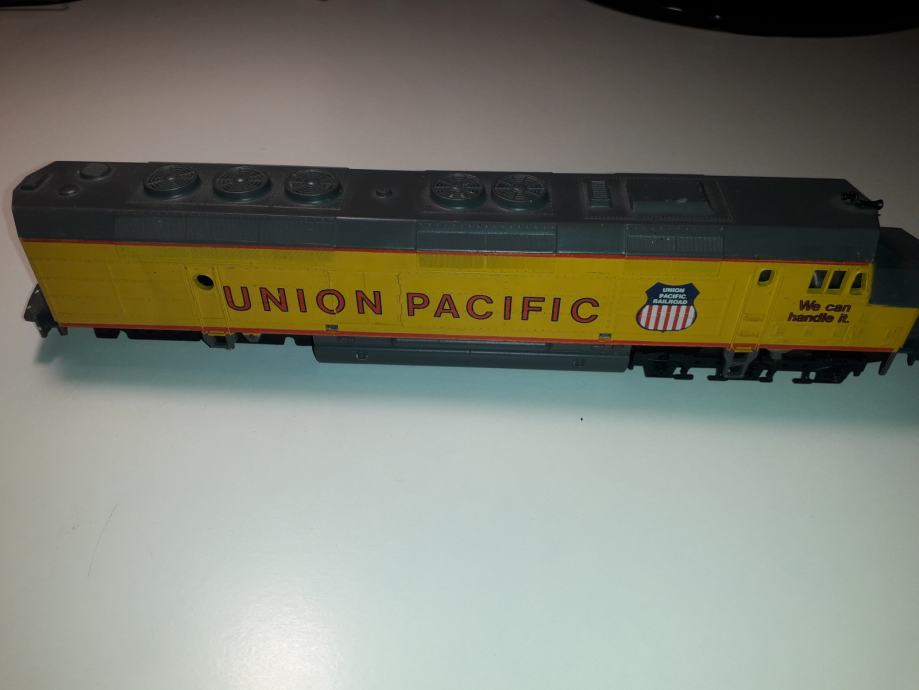 UNION PACIFIC
UNION
PACIFIC
RAILROAD
We can
handle it.